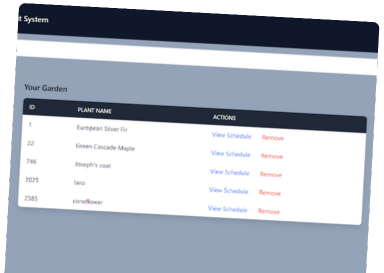 t System
Your Garden
ID PLANT NAME ACTIONS
1 European Silver Fir View Schedule Remove
22 Green Cascade Maple View Schedule Remove
746 Joseph's coat View Schedule Remove
2025 taro View Schedule Remove
2585 coneflower View Schedule Remove